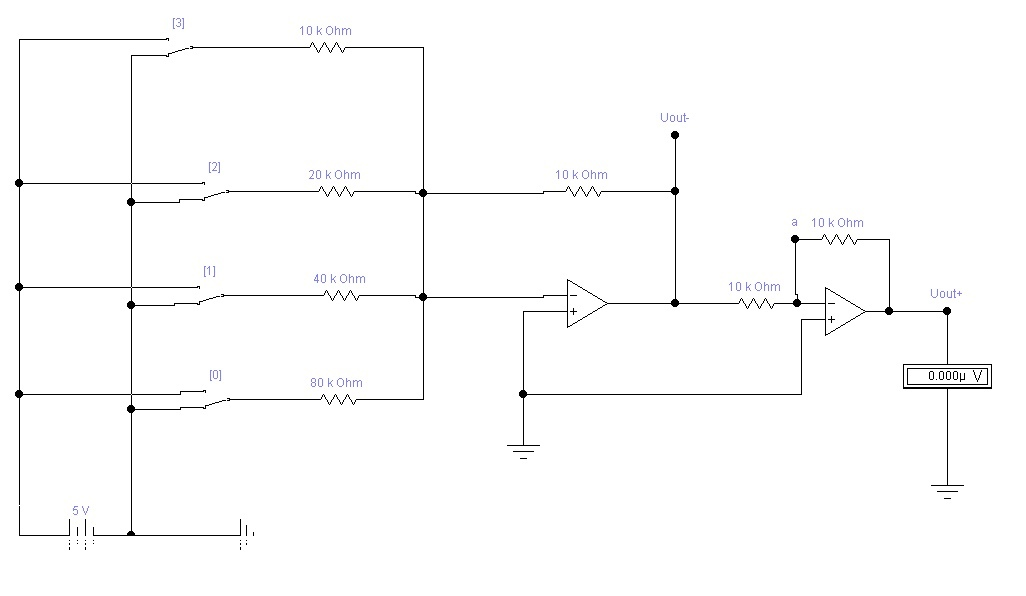 [3]
10 k Ohm
Uout-
[2]
20 k Ohm
10 k Ohm
a
10 k Ohm
[1]
40 k Ohm
10 k Ohm
Uout+
[0]
80 k Ohm
0.000µ V
5 V